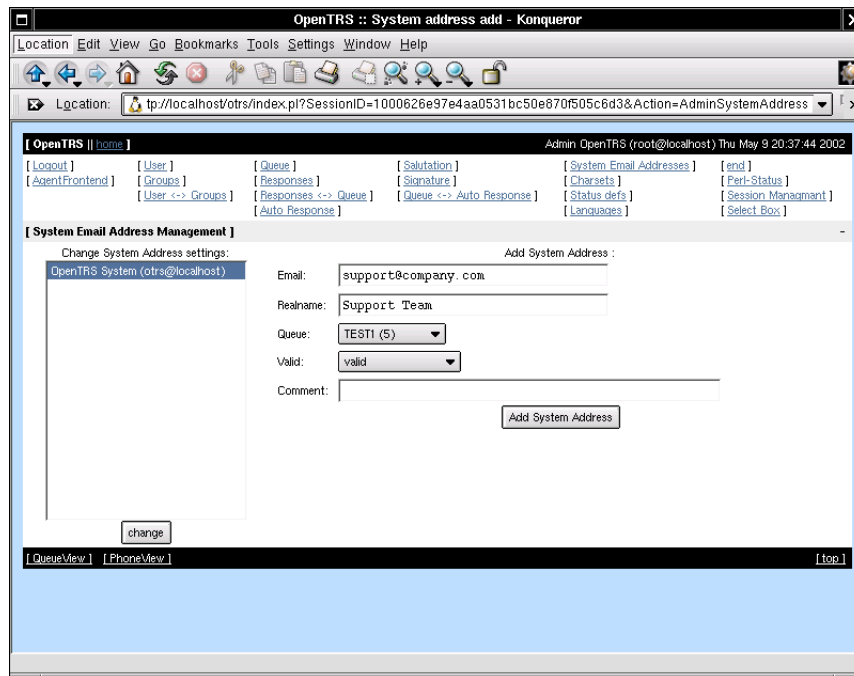 OpenTRS :: System address add - Konqueror
Location Edit View Go Bookmarks Tools Settings Window Help
Location: tp://localhost/otrs/index.pl?SessionID=1000626e97e4aa0531bc50e870f505c6d3&Action=AdminSystemAddress
[ OpenTRS || home ] Admin OpenTRS (root@localhost) Thu May 9 20:37:44 2002
[ Logout ] [ User ] [ Queue ] [ Salutation ] [ System Email Addresses ] [ end ]
[ AgentFrontend ] [ Groups ] [ Responses ] [ Signature ] [ Charsets ] [ Perl-Status ]
[ User <-> Groups ] [ Responses <-> Queue ] [ Queue <-> Auto Response ] [ Status defs ] [ Session Managmant ]
[ Auto Response ] [ Languages ] [ Select Box ]
[ System Email Address Management ] -
Change System Address settings: Add System Address :
OpenTRS System (otrs@localhost)
Email: support@company.com
Realname: Support Team
Queue: TEST1 (5)
Valid: valid
Comment:
Add System Address
change
[ QueueView ] [ PhoneView ] [ top ]